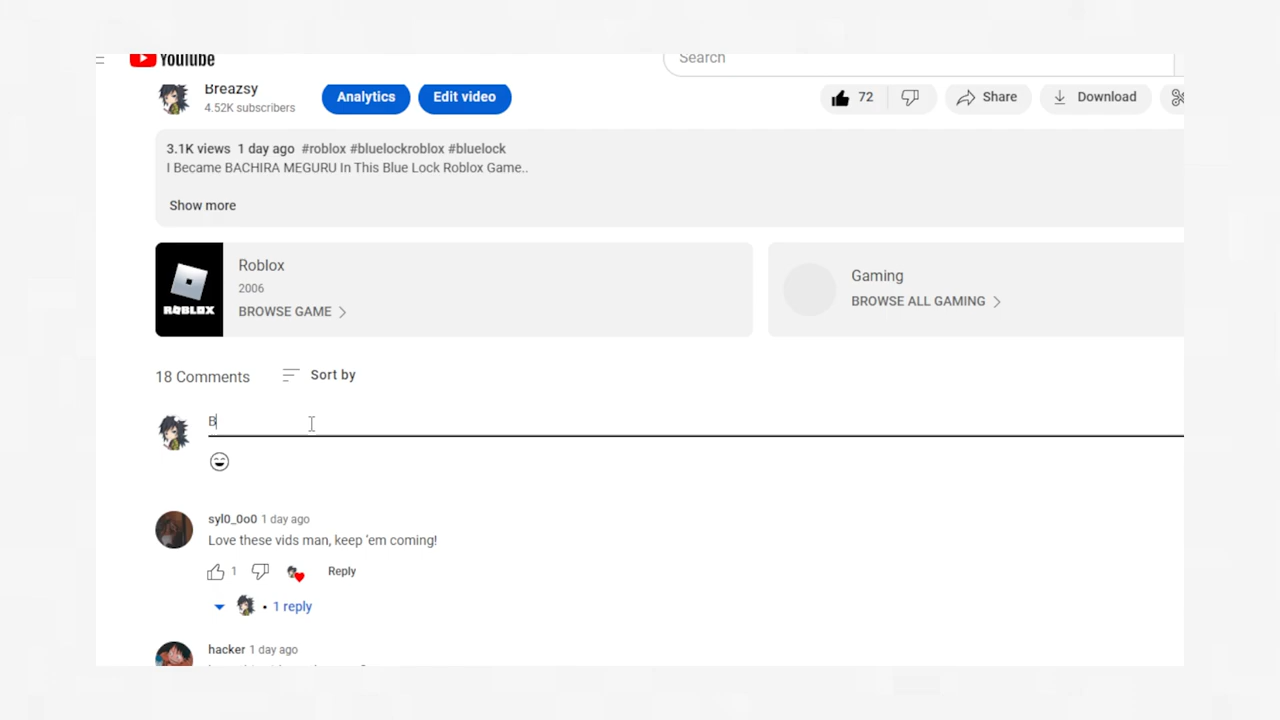 YouTube
Search
Breazsy
4.52K subscribers
Analytics
Edit video
72
Share
Download
3.1K views 1 day ago #roblox #bluelockroblox #bluelock
I Became BACHIRA MEGURU In This Blue Lock Roblox Game..
Show more
ROBLOX
Roblox
2006
BROWSE GAME
Gaming
BROWSE ALL GAMING
18 Comments
Sort by
B
syl0_0o0 1 day ago
Love these vids man, keep 'em coming!
1
Reply
• 1 reply
hacker 1 day ago